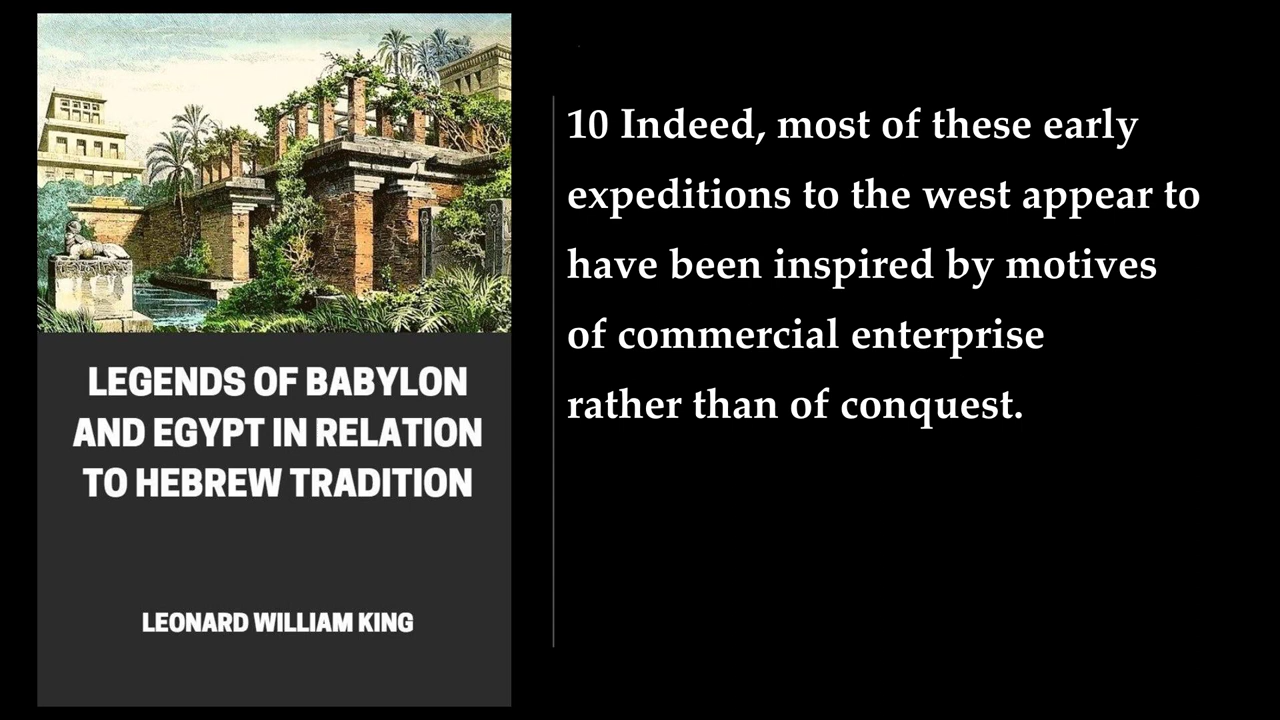 LEGENDS OF BABYLON
AND EGYPT IN RELATION
TO HEBREW TRADITION
LEONARD WILLIAM KING
10 Indeed, most of these early
expeditions to the west appear to
have been inspired by motives
of commercial enterprise
rather than of conquest.